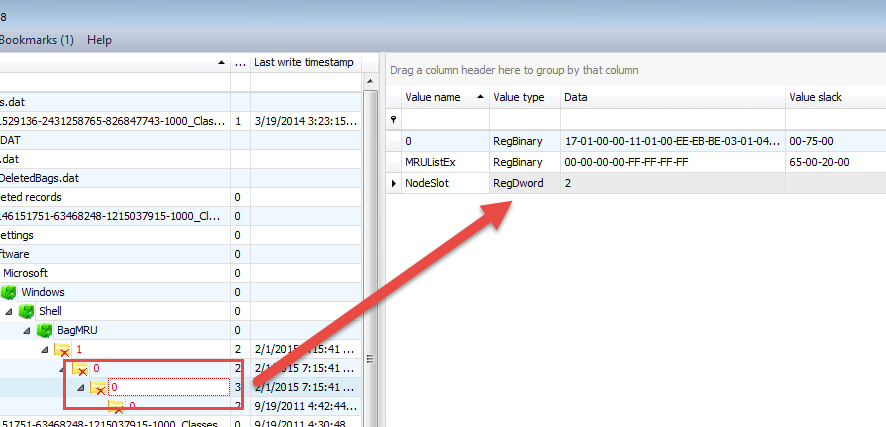 8
Bookmarks (1) Help
... Last write timestamp
s.dat
1529136-2431258765-826847743-1000_Clas... 1 3/19/2014 3:23:15...
DAT
.dat
DeletedBags.dat
eted records 0
146151751-63468248-1215037915-1000_Cl... 0
ettings 0
ftware 0
Microsoft 0
Windows 0
Shell 0
BagMRU 0
1 2 2/1/2015 7:15:41 ...
0 2 2/1/2015 7:15:41 ...
0 3 2/1/2015 7:15:41 ...
0 2 9/19/2011 4:42:44...
51751-63468248-1215037915-1000_Classes 9/19/2011 4:30:48
Drag a column header here to group by that column
Value name Value type Data Value slack
0 RegBinary 17-01-00-00-11-01-00-EE-EB-BE-03-01-04... 00-75-00
MRUListEx RegBinary 00-00-00-00-FF-FF-FF-FF 65-00-20-00
NodeSlot RegDword 2